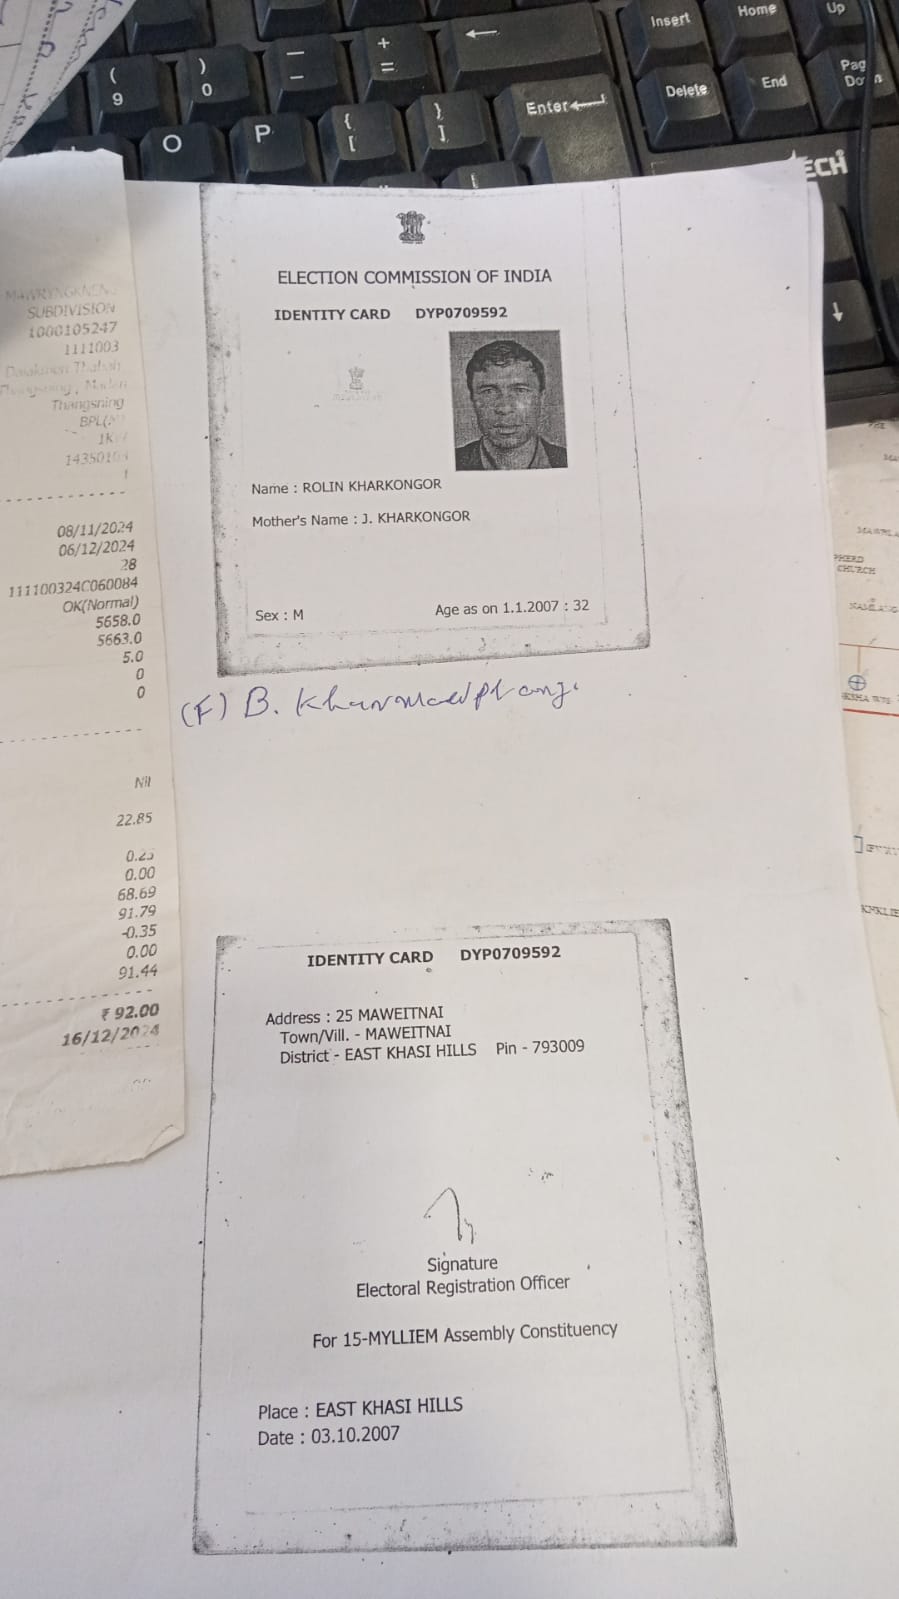 Insert
Home
Up
Delete
End
Enter
( 9
) 0
+ =
O
P
{ [
} ]
SUBDIVISION
1000105247
1111003
Thangsning
08/11/2024
06/12/2024
28
111100324C060084
OK(Normal)
5658.0
5663.0
5.0
0
0
Nil
22.85
0.00
68.69
91.79
-0.35
0.00
91.44
₹ 92.00
16/12/2024
ELECTION COMMISSION OF INDIA
IDENTITY CARD DYP0709592
Name : ROLIN KHARKONGOR
Mother's Name : J. KHARKONGOR
Sex : M Age as on 1.1.2007 : 32
(F) B. Kharmawphlang.
IDENTITY CARD DYP0709592
Address : 25 MAWEITNAI
Town/Vill. - MAWEITNAI
District - EAST KHASI HILLS Pin - 793009
Signature
Electoral Registration Officer
For 15-MYLLIEM Assembly Constituency
Place : EAST KHASI HILLS
Date : 03.10.2007
CHURCH